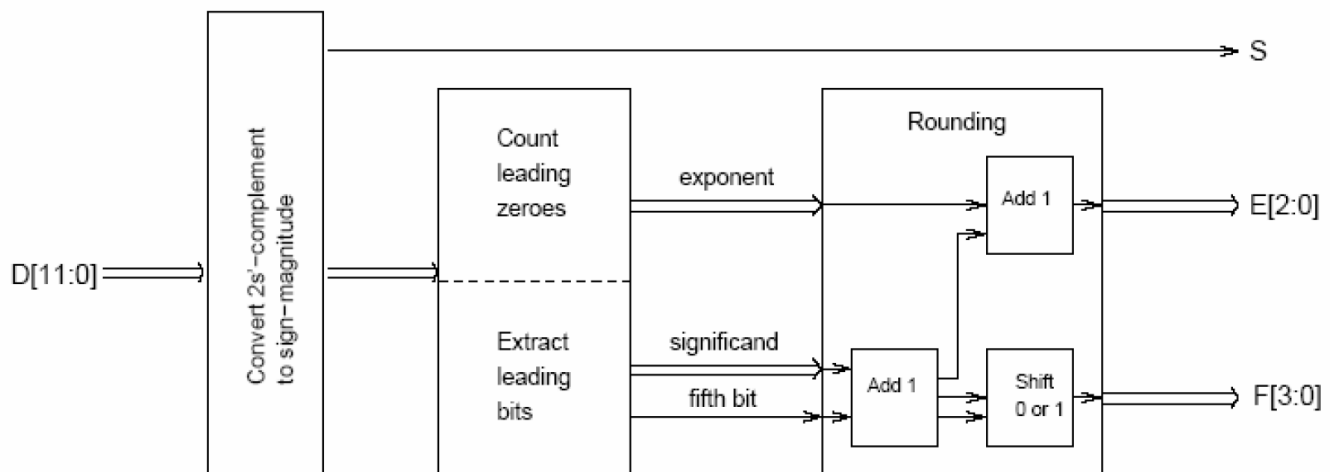 D[11:0]
Convert 2s'-complement
to sign-magnitude
Count
leading
zeroes
Extract
leading
bits
exponent
significand
fifth bit
Rounding
Add 1
Add 1
Shift
0 or 1
S
E[2:0]
F[3:0]